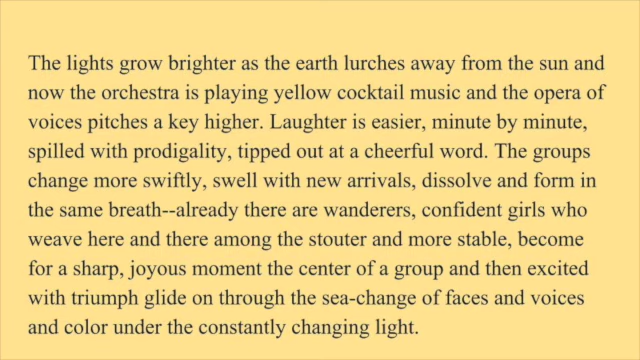 The lights grow brighter as the earth lurches away from the sun and
now the orchestra is playing yellow cocktail music and the opera of
voices pitches a key higher. Laughter is easier, minute by minute,
spilled with prodigality, tipped out at a cheerful word. The groups
change more swiftly, swell with new arrivals, dissolve and form in
the same breath--already there are wanderers, confident girls who
weave here and there among the stouter and more stable, become
for a sharp, joyous moment the center of a group and then excited
with triumph glide on through the sea-change of faces and voices
and color under the constantly changing light.